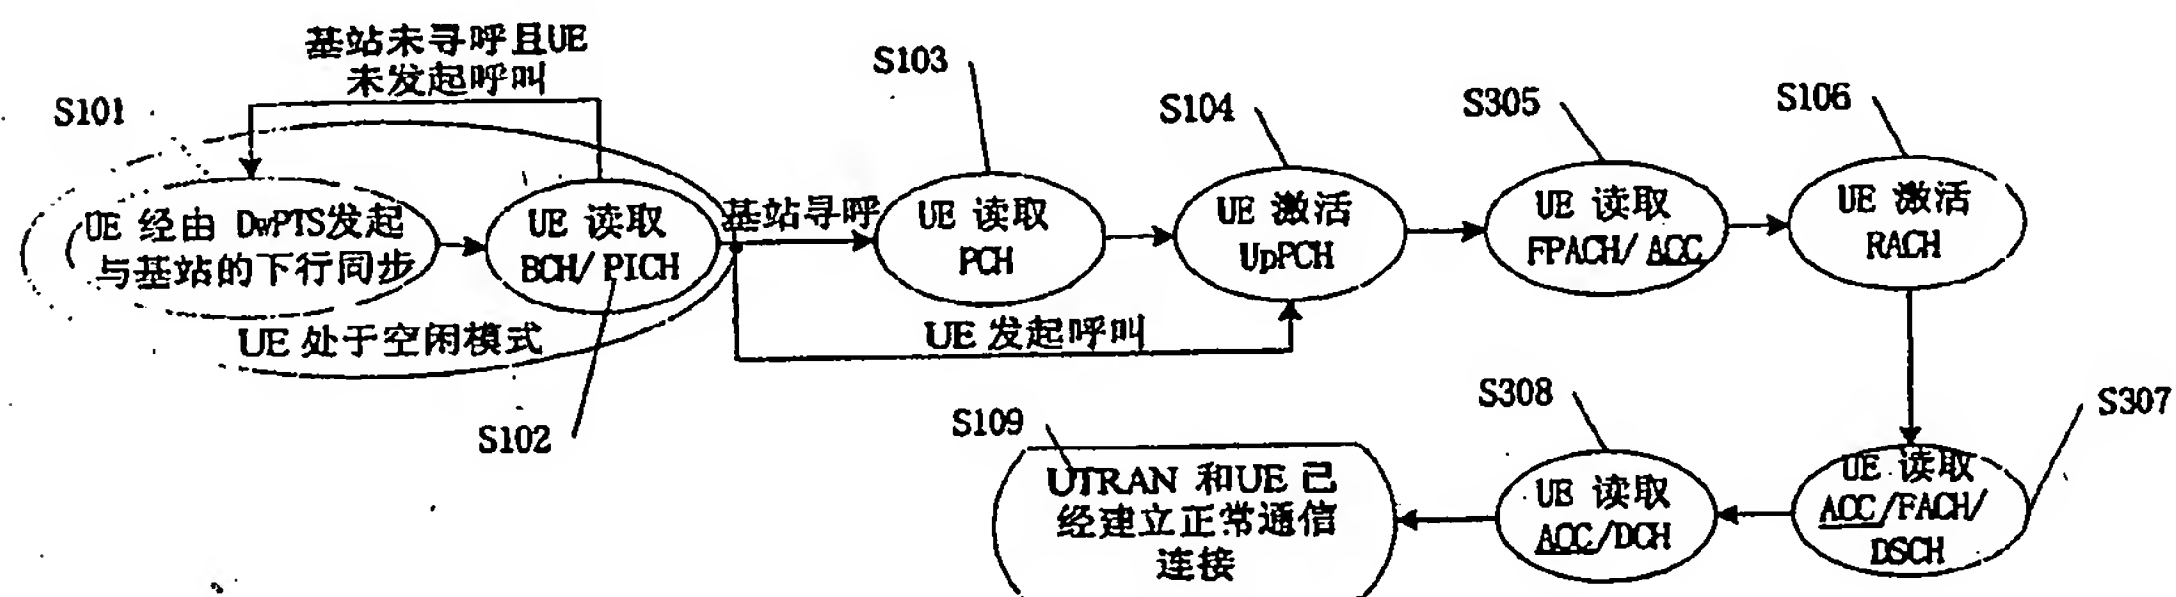 基站未寻呼且UE
未发起呼叫
S101
S103
S104
S305
S106
UE 经由 DwPTS发起
与基站的下行同步
UE 读取
BCH/ PICH
基站寻呼
UE 读取
PCH
UE 激活
UpPCH
UE 读取
FPACH/ ACC
UE 激活
RACH
UE 处于空闲模式
UE 发起呼叫
S102
S109
S308
S307
UTRAN 和UE 已
经建立正常通信
连接
UE 读取
ACC/DCH
UE 读取
ACC/FACH/
DSCH